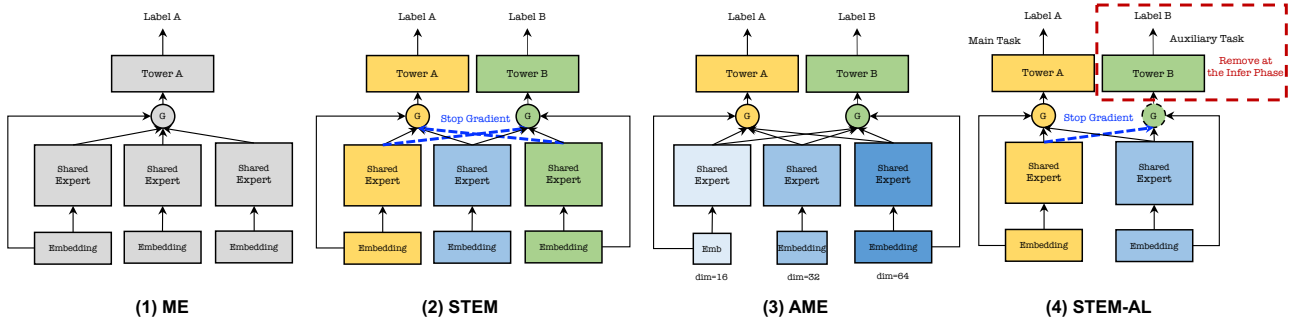 Label A
Tower A
G
Shared
Expert
Shared
Expert
Shared
Expert
Embedding
Embedding
Embedding
(1) ME
Label A
Label B
Tower A
Tower B
G
Stop Gradient
G
Shared
Expert
Shared
Expert
Shared
Expert
Embedding
Embedding
Embedding
(2) STEM
Label A
Label B
Tower A
Tower B
G
G
Shared
Expert
Shared
Expert
Shared
Expert
Emb
Embedding
Embedding
dim=16
dim=32
dim=64
(3) AME
Label A
Label B
Main Task
Auxiliary Task
Tower A
Tower B
Remove at
the Infer Phase
G
Stop Gradient
G
Shared
Expert
Shared
Expert
Embedding
Embedding
(4) STEM-AL